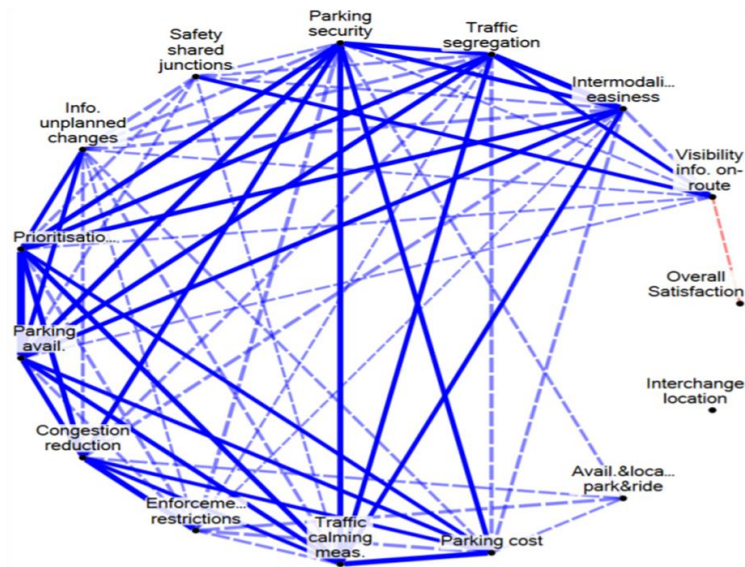 Parking
security
Traffic
segregation
Safety
shared
junctions
Intermodali...
easiness
Info.
unplanned
changes
Visibility
info. on-
route
Prioritisatio...
Overall
Satisfaction
Parking
avail.
Interchange
location
Congestion
reduction
Avail.&loca...
park&ride
Enforceme...
restrictions
Traffic
calming
meas.
Parking cost